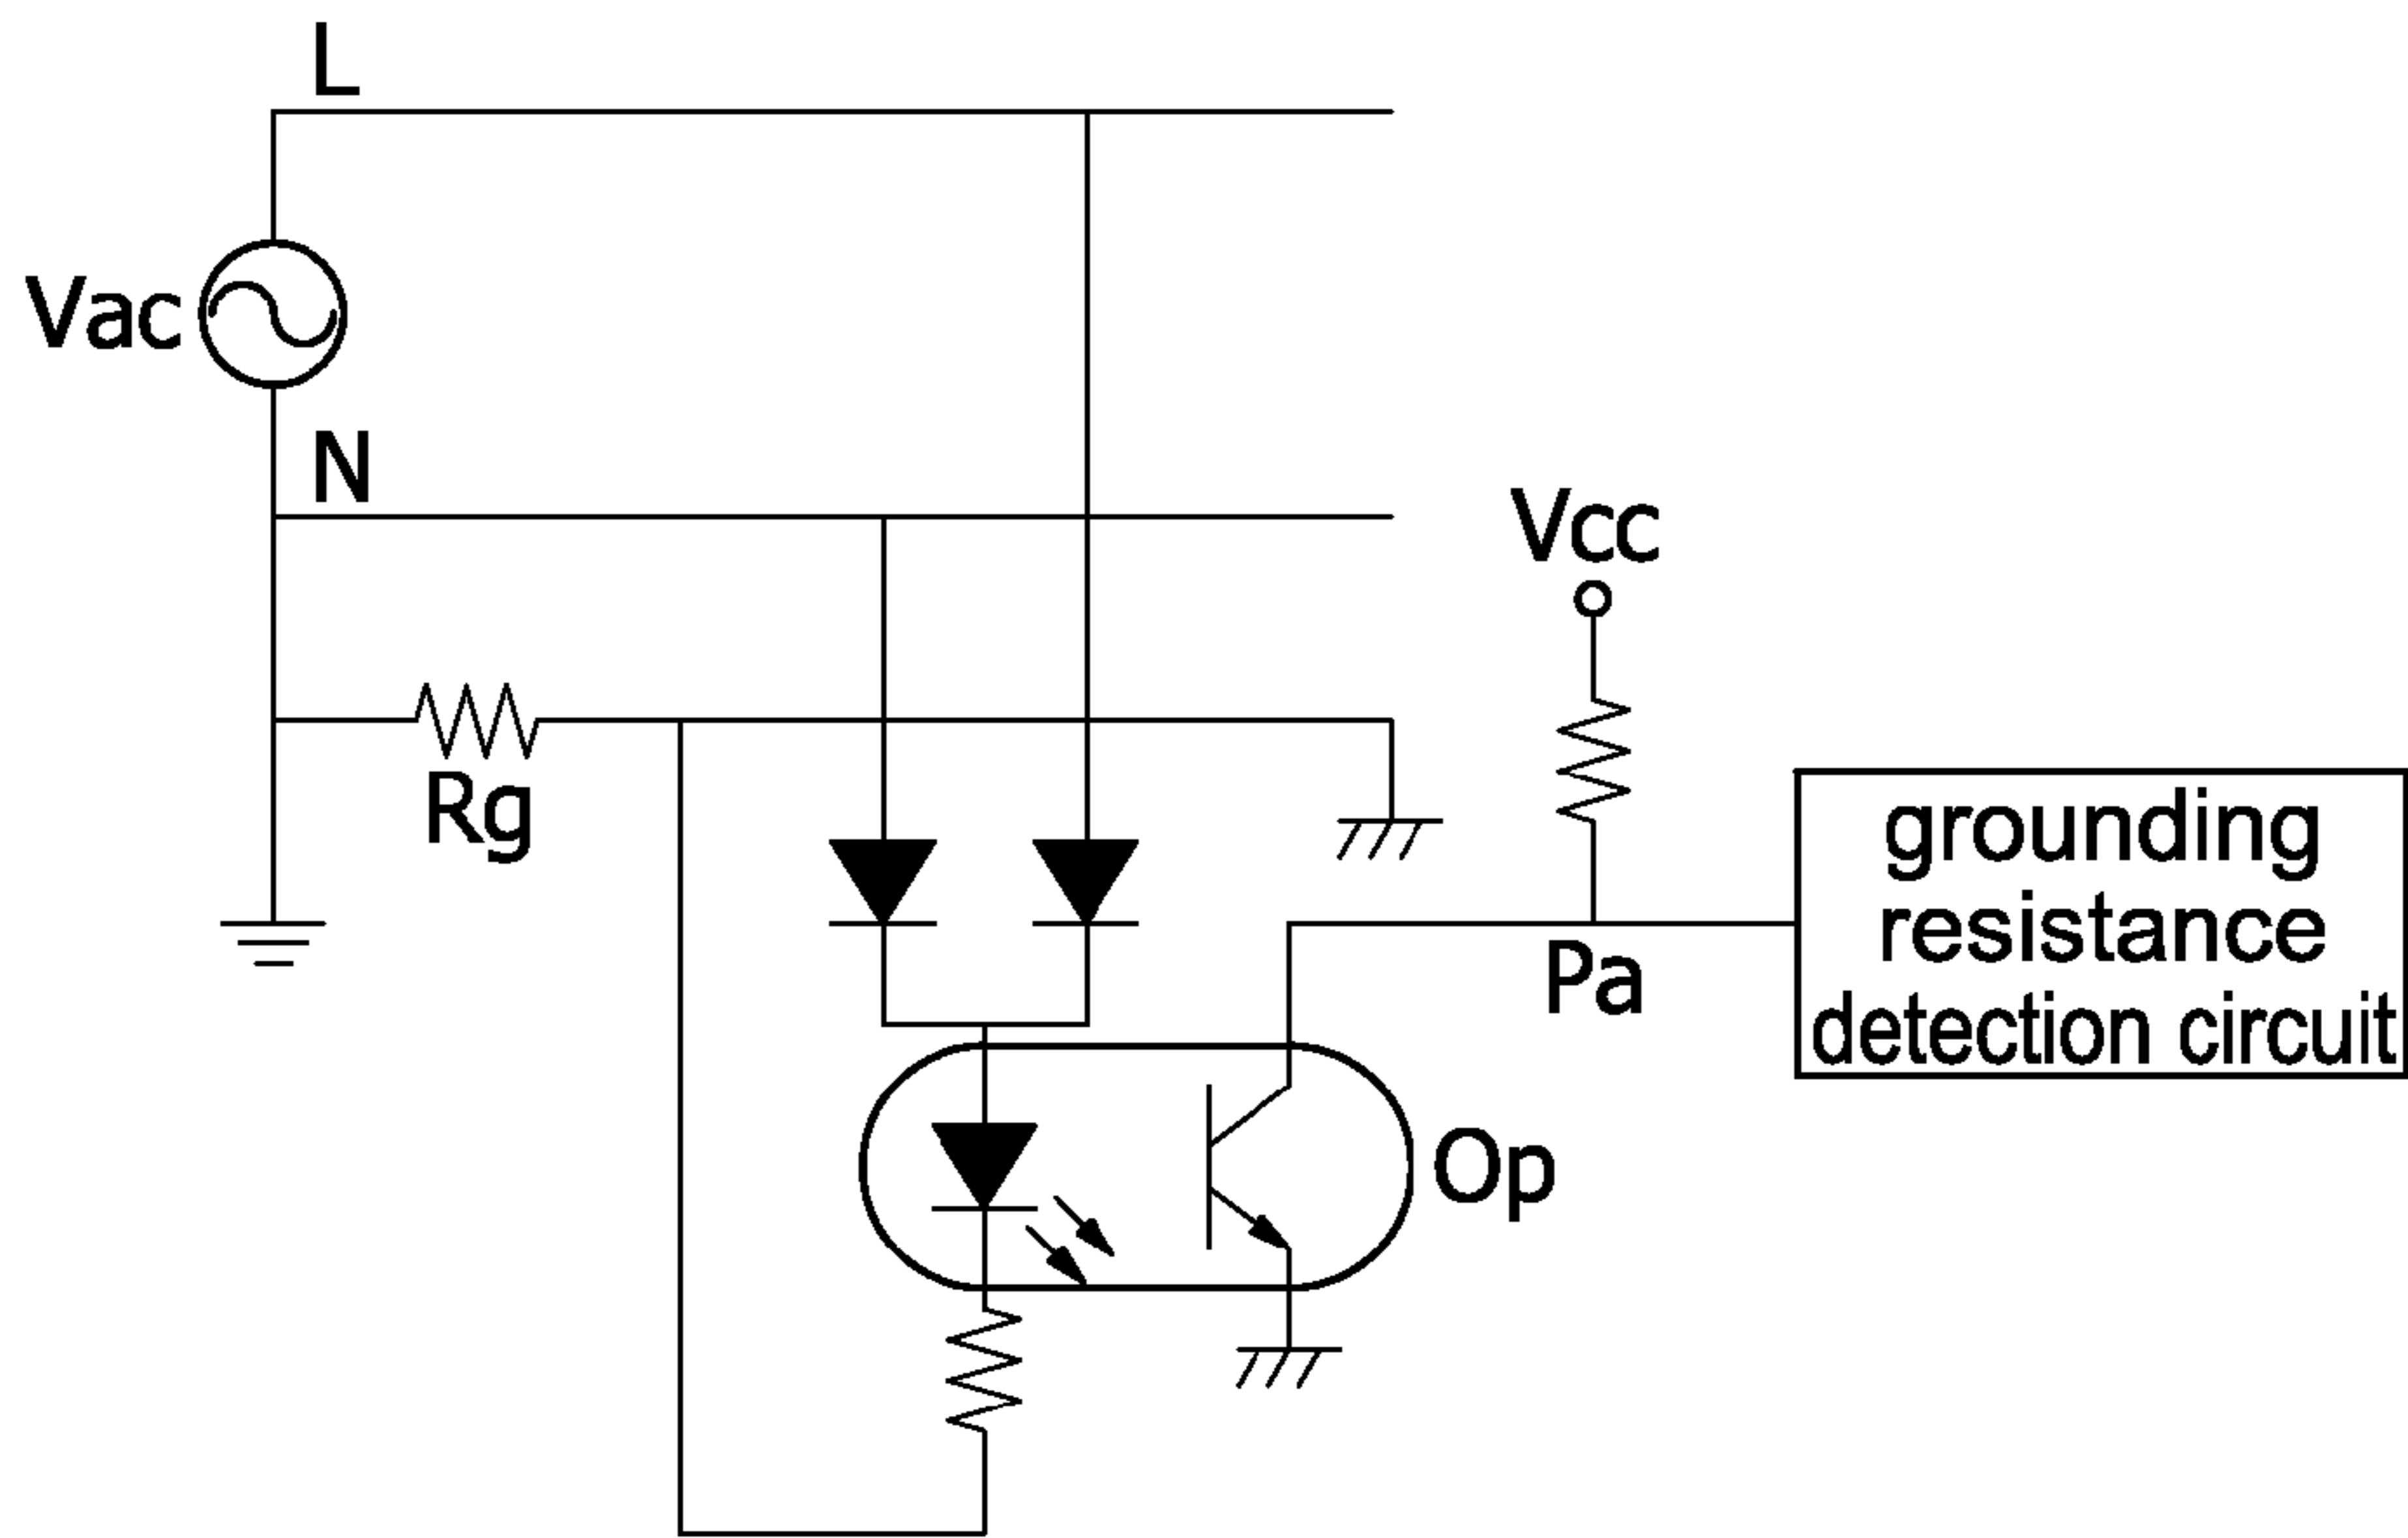 L
Vac
N
Vcc
Rg
grounding
resistance
detection circuit
Pa
Op